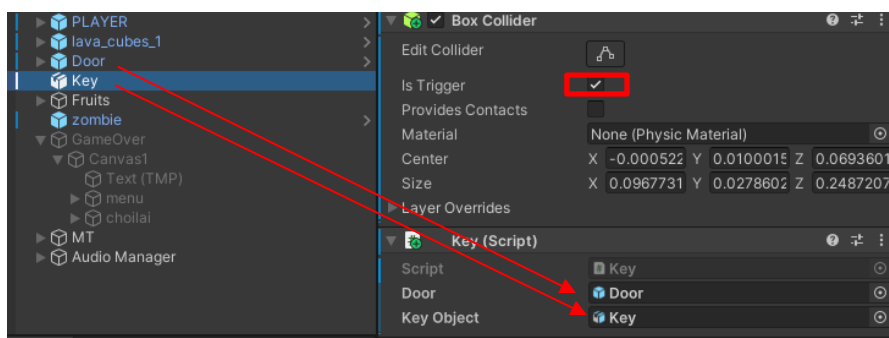 PLAYER
lava_cubes_1
Door
Key
Fruits
zombie
GameOver
Canvas1
Text (TMP)
menu
choilai
MT
Audio Manager
Box Collider
Edit Collider
Is Trigger
Provides Contacts
Material None (Physic Material)
Center X -0.000522 Y 0.0100015 Z 0.0693601
Size X 0.0967731 Y 0.0278602 Z 0.2487207
Layer Overrides
Key (Script)
Script Key
Door Door
Key Object Key